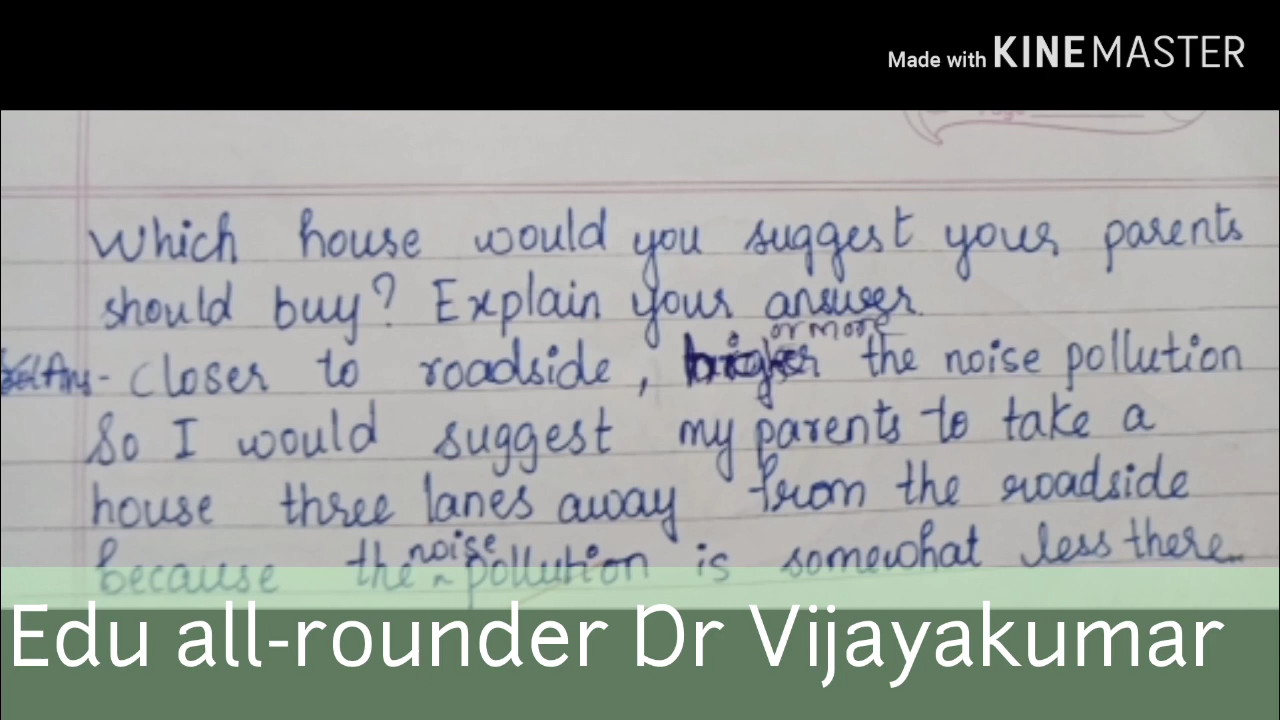 Made with KINEMASTER
Which house would you suggest your parents
should buy? Explain your answer.
or more
Ans- Closer to roadside, higher the noise pollution
So I would suggest my parents to take a
house three lanes away from the roadside
because the noise pollution is somewhat less there.
Edu all-rounder Dr Vijayakumar